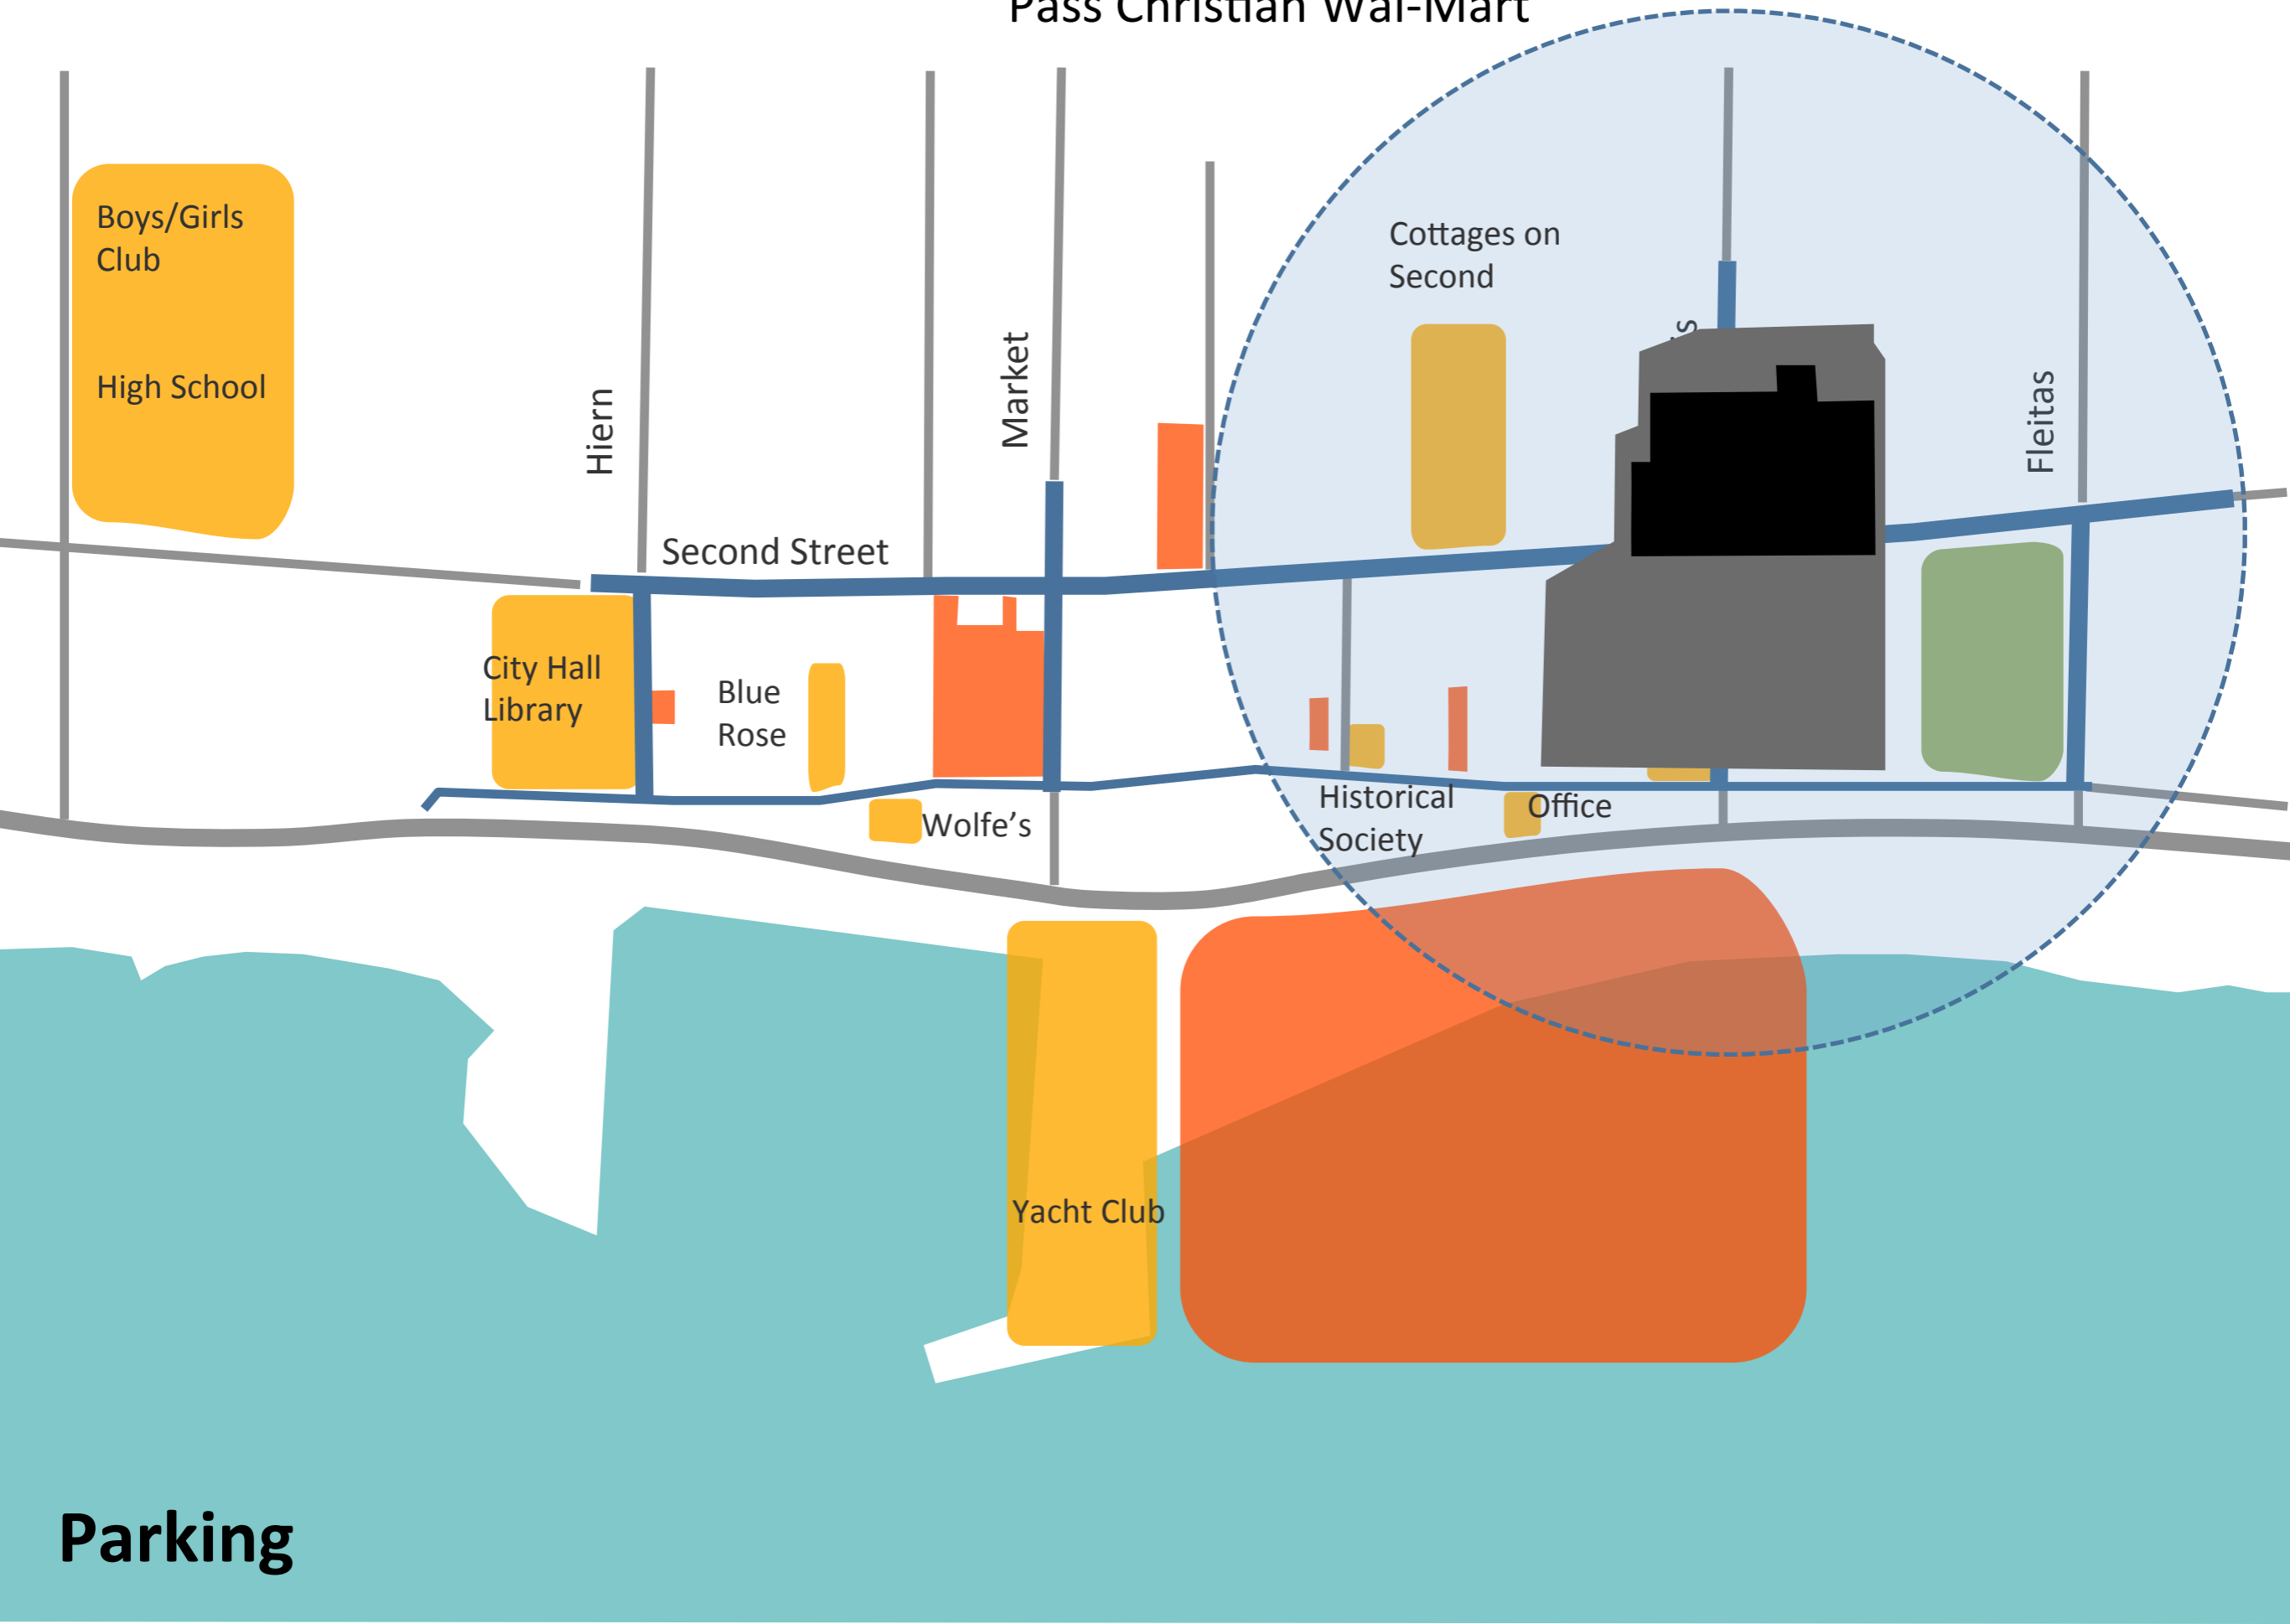 Pass Christian Wal-Mart
Boys/Girls
Club
High School
Hiern
Market
Cottages on
Second
Fleitas
Second Street
City Hall
Library
Blue
Rose
Wolfe’s
Historical
Society
Office
Yacht Club
Parking